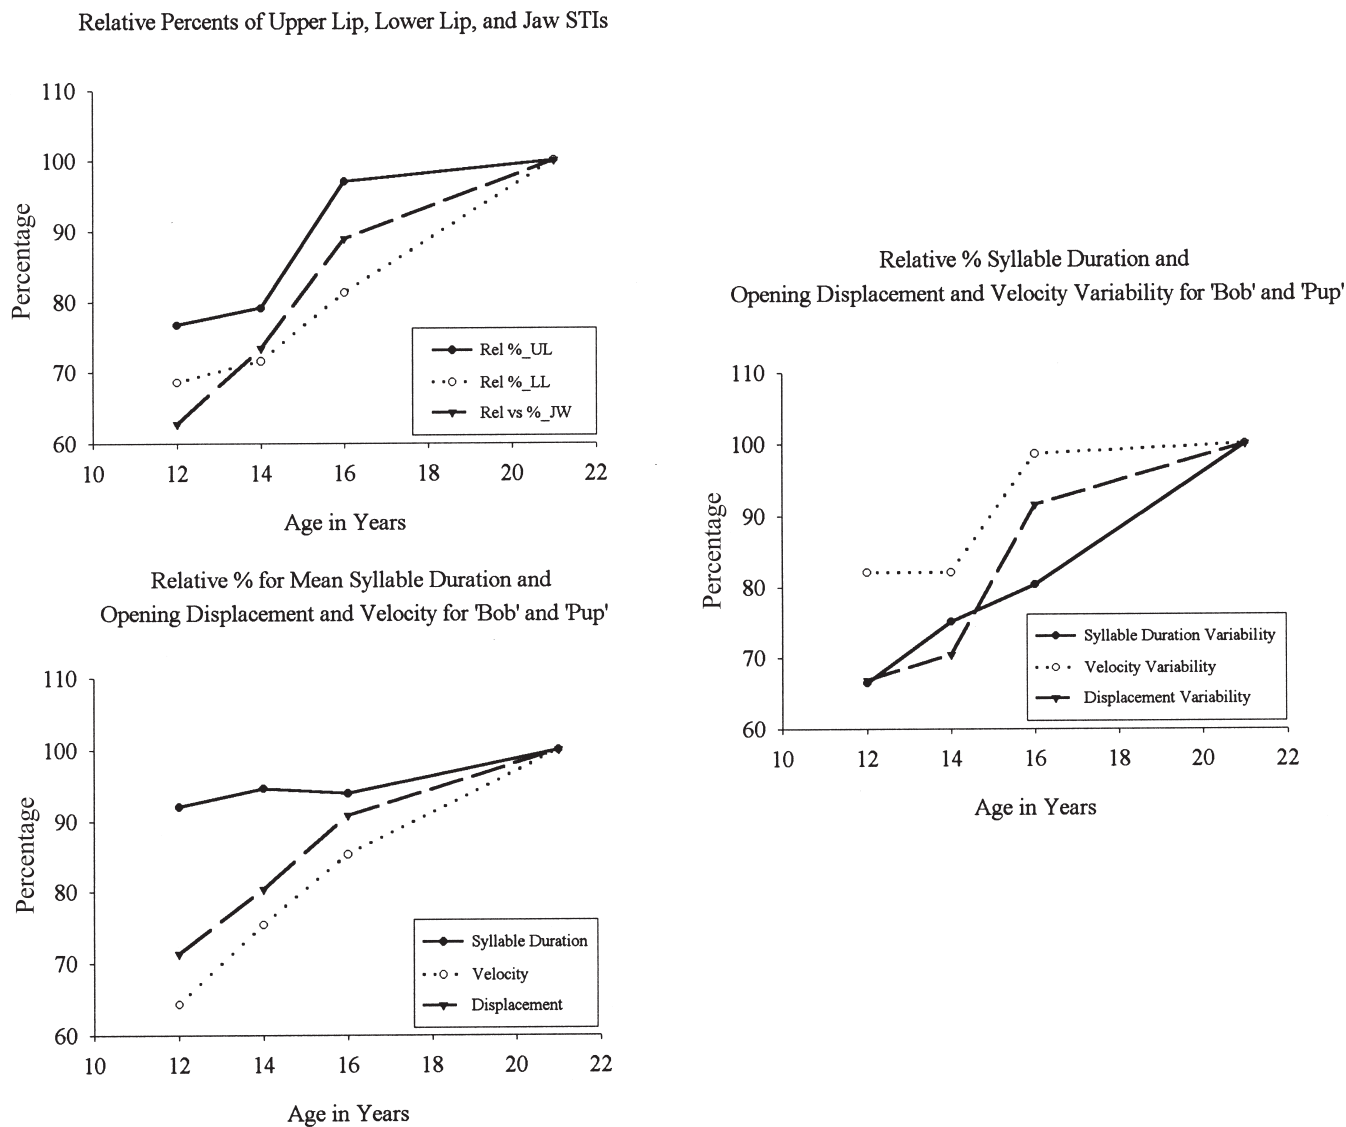 Relative Percents of Upper Lip, Lower Lip, and Jaw STIs
110
100
90
80
70
60
Percentage
Rel %_UL
Rel %_LL
Rel vs %_JW
10 12 14 16 18 20 22
Age in Years
Relative % for Mean Syllable Duration and
Opening Displacement and Velocity for 'Bob' and 'Pup'
110
100
90
80
70
60
Percentage
Syllable Duration
Velocity
Displacement
10 12 14 16 18 20 22
Age in Years
Relative % Syllable Duration and
Opening Displacement and Velocity Variability for 'Bob' and 'Pup'
110
100
90
80
70
60
Percentage
Syllable Duration Variability
Velocity Variability
Displacement Variability
10 12 14 16 18 20 22
Age in Years